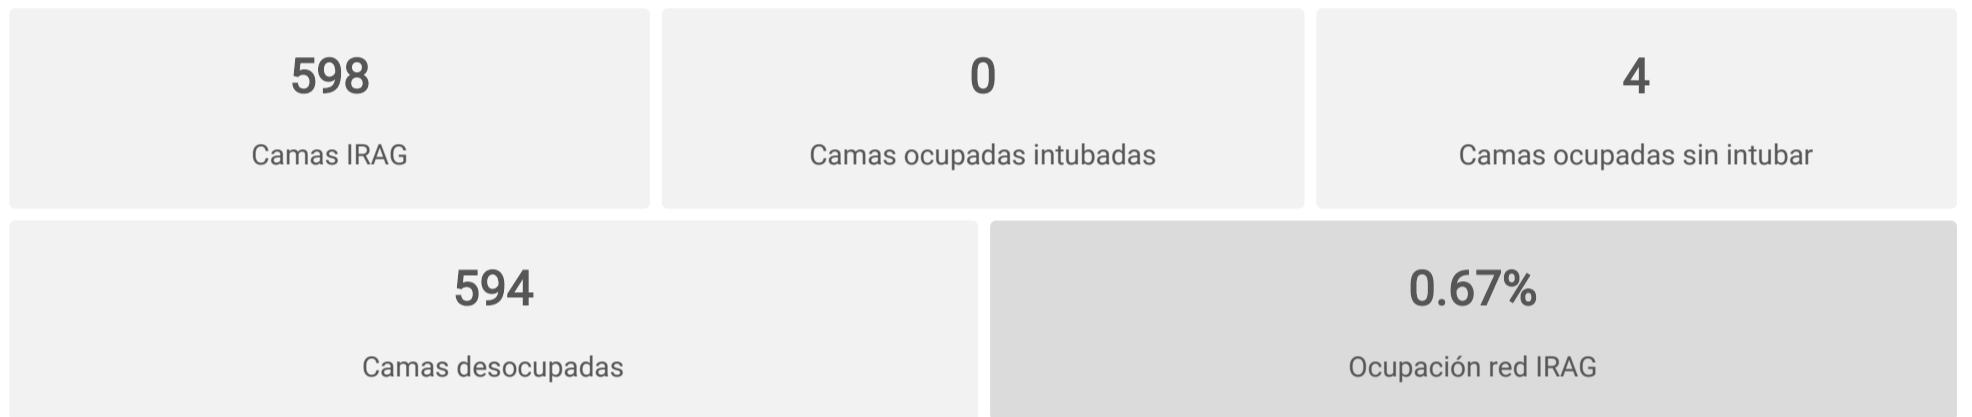 598
0
4
Camas IRAG
Camas ocupadas intubadas
Camas ocupadas sin intubar
594
0.67%
Camas desocupadas
Ocupación red IRAG